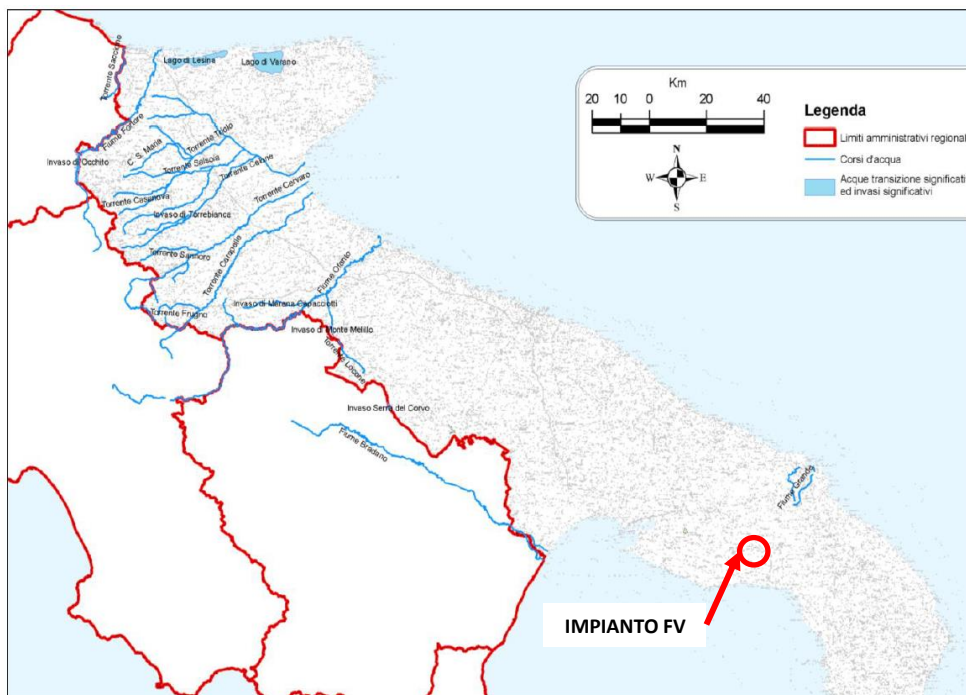 Torrente Saccione
Lago di Lesina
Lago di Varano
Fiume Fortore
C. S. Maria
Torrente Triolo
Invaso di Occhito
Torrente Salsola
Torrente Celone
Torrente Cervaro
Torrente Casanova
Invaso di Torrebianca
Torrente Sannoro
Torrente Carapelle
Fiume Ofanto
Torrente Frugno
Invaso di Marana Capacciotti
Invaso di Monte Melillo
Torrente Locone
Invaso Serra del Corvo
Fiume Bradano
Fiume Grande
IMPIANTO FV
Km
20 10 0 20 40
N
W E
S
Legenda
Limiti amministrativi regional
Corsi d'acqua
Acque transizione significati
ed invasi significativi